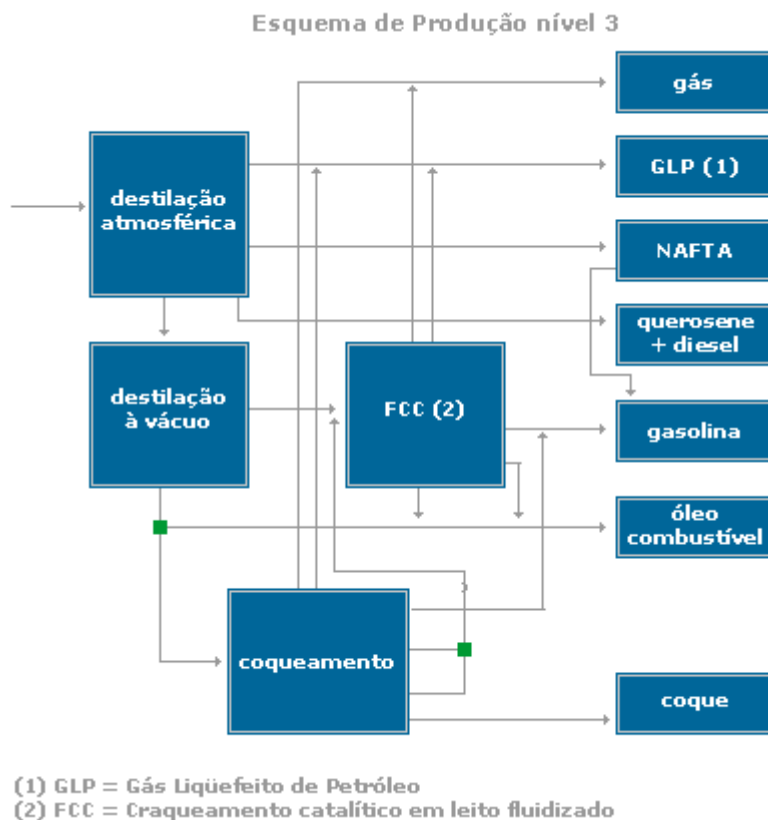 Esquema de Produção nível 3
gás
GLP (1)
destilação
atmosférica
NAFTA
querosene
+ diesel
destilação
à vácuo
FCC (2)
gasolina
óleo
combustível
coqueamento
coque
(1) GLP = Gás Liqüefeito de Petróleo
(2) FCC = Craqueamento catalítico em leito fluidizado